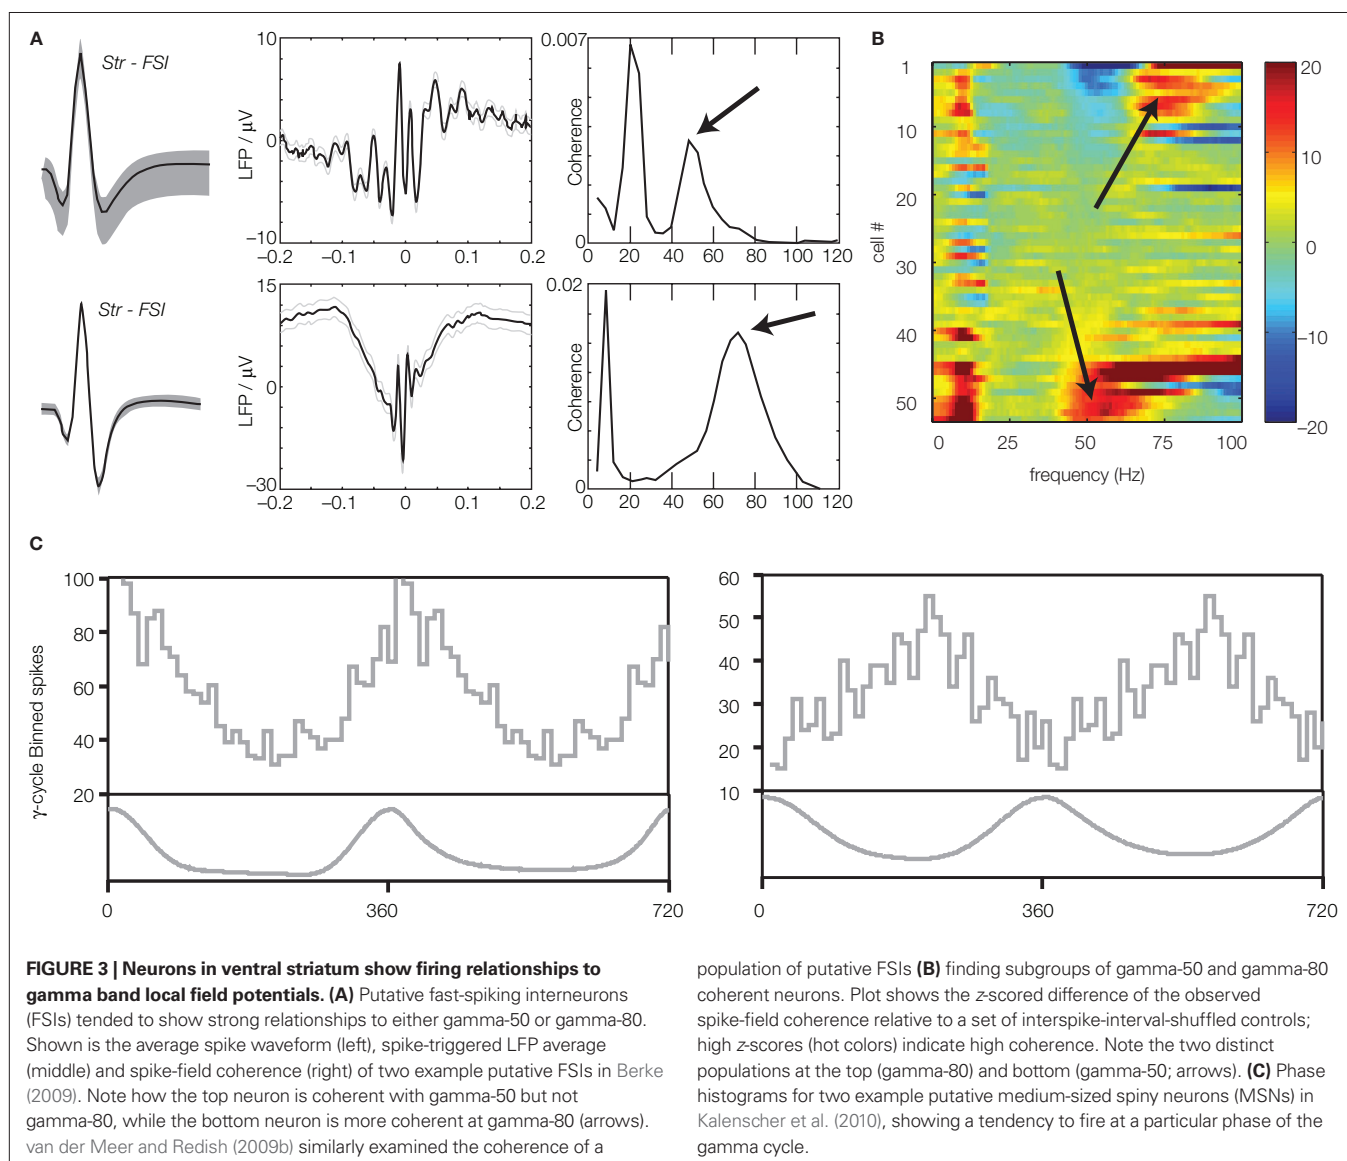 A
Str - FSI
LFP / µV
10
0
−10
−0.2
−0.1
0
0.1
0.2
Coherence
0.007
0
0
20
40
60
80
100
120
Str - FSI
LFP / µV
15
0
−30
−0.2
−0.1
0
0.1
0.2
Coherence
0.02
0
0
20
40
60
80
100
120
B
cell #
1
10
20
30
40
50
0
25
50
75
100
frequency (Hz)
20
10
0
−10
−20
C
γ-cycle Binned spikes
100
80
60
40
20
0
360
720
60
50
40
30
20
10
0
360
720
FIGURE 3 | Neurons in ventral striatum show firing relationships to
gamma band local field potentials. (A) Putative fast-spiking interneurons
(FSIs) tended to show strong relationships to either gamma-50 or gamma-80.
Shown is the average spike waveform (left), spike-triggered LFP average
(middle) and spike-field coherence (right) of two example putative FSIs in Berke
(2009). Note how the top neuron is coherent with gamma-50 but not
gamma-80, while the bottom neuron is more coherent at gamma-80 (arrows).
van der Meer and Redish (2009b) similarly examined the coherence of a
population of putative FSIs (B) finding subgroups of gamma-50 and gamma-80
coherent neurons. Plot shows the z-scored difference of the observed
spike-field coherence relative to a set of interspike-interval-shuffled controls;
high z-scores (hot colors) indicate high coherence. Note the two distinct
populations at the top (gamma-80) and bottom (gamma-50; arrows). (C) Phase
histograms for two example putative medium-sized spiny neurons (MSNs) in
Kalenscher et al. (2010), showing a tendency to fire at a particular phase of the
gamma cycle.